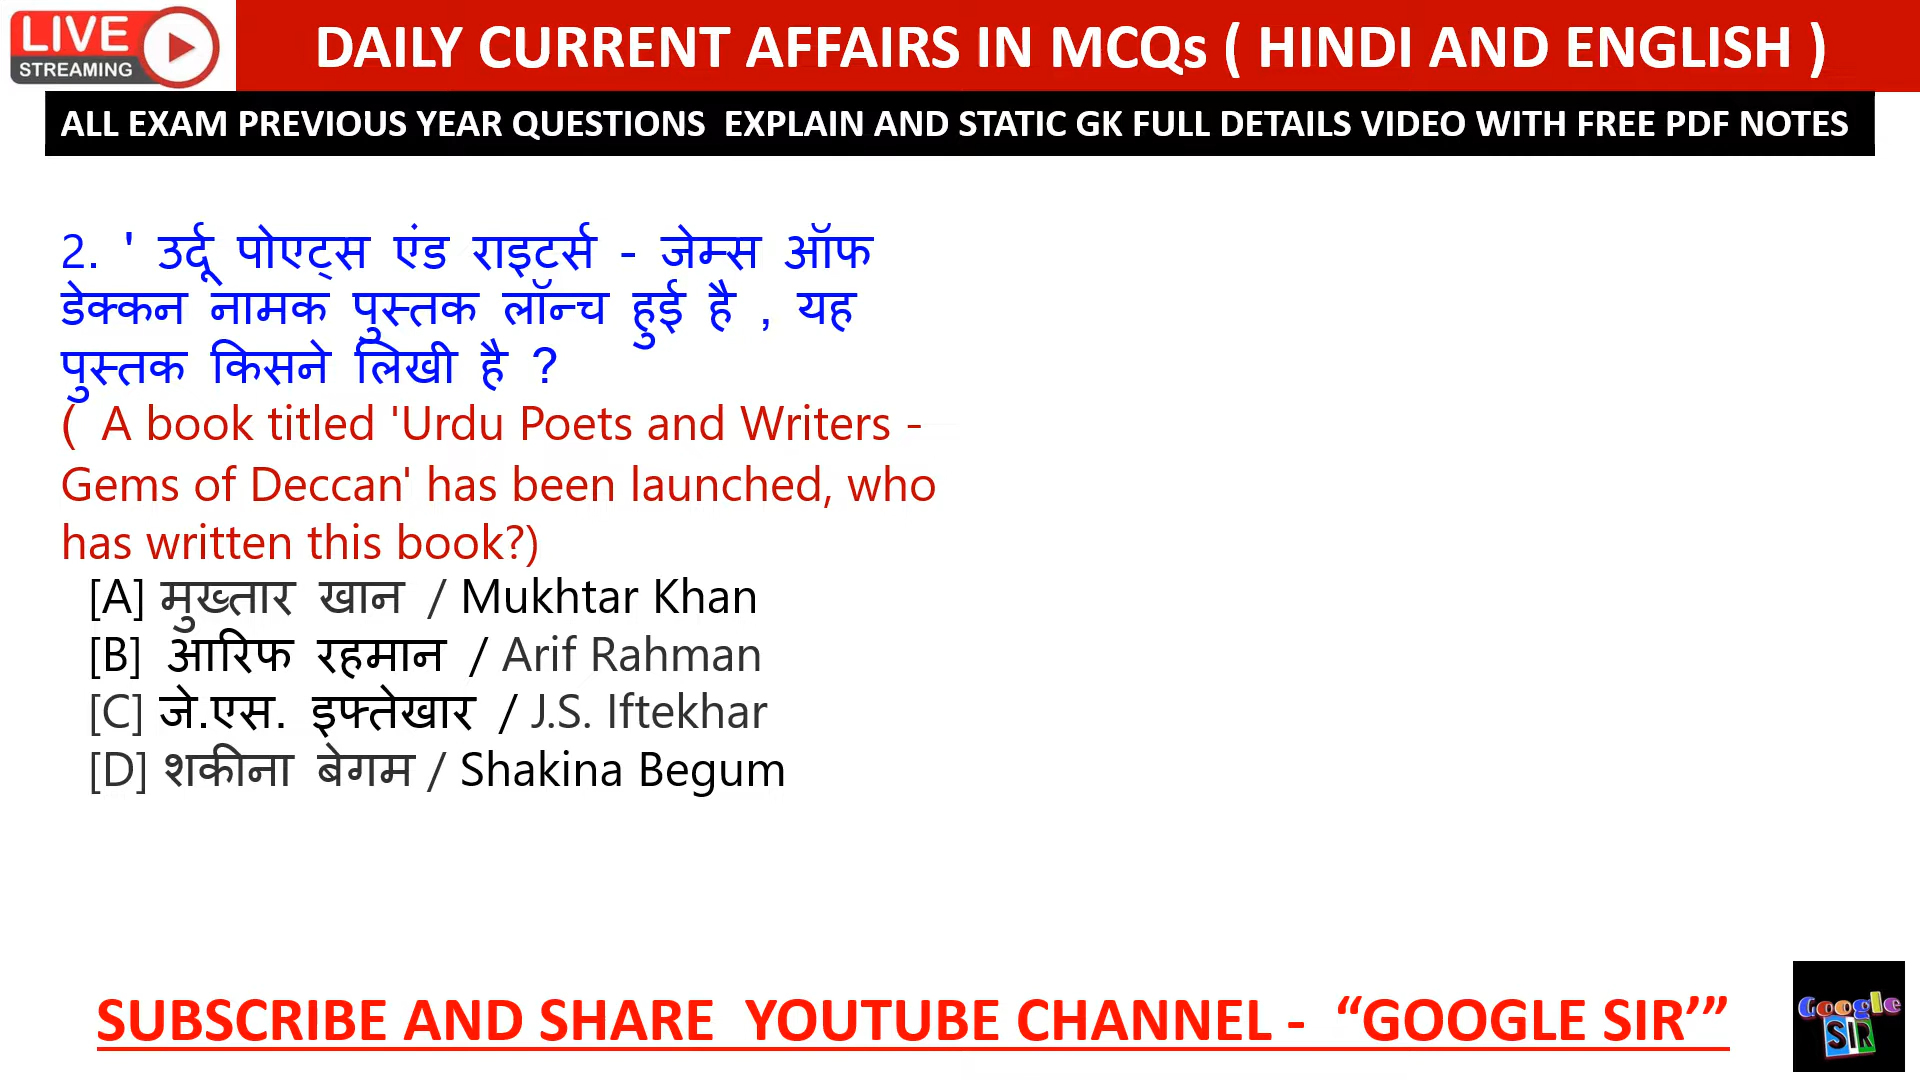 LIVE
STREAMING
DAILY CURRENT AFFAIRS IN MCQs ( HINDI AND ENGLISH )
ALL EXAM PREVIOUS YEAR QUESTIONS EXPLAIN AND STATIC GK FULL DETAILS VIDEO WITH FREE PDF NOTES
2. ' उर्दू पोएट्स एंड राइटर्स - जेम्स ऑफ
डेक्कन नामक पुस्तक लॉन्च हुई है , यह
पुस्तक किसने लिखी है ?
( A book titled 'Urdu Poets and Writers -
Gems of Deccan' has been launched, who
has written this book?)
[A] मुख्तार खान / Mukhtar Khan
[B] आरिफ रहमान / Arif Rahman
[C] जे.एस. इफ्तेखार / J.S. Iftekhar
[D] शकीना बेगम / Shakina Begum
SUBSCRIBE AND SHARE YOUTUBE CHANNEL - “GOOGLE SIR’”
Google
SIR